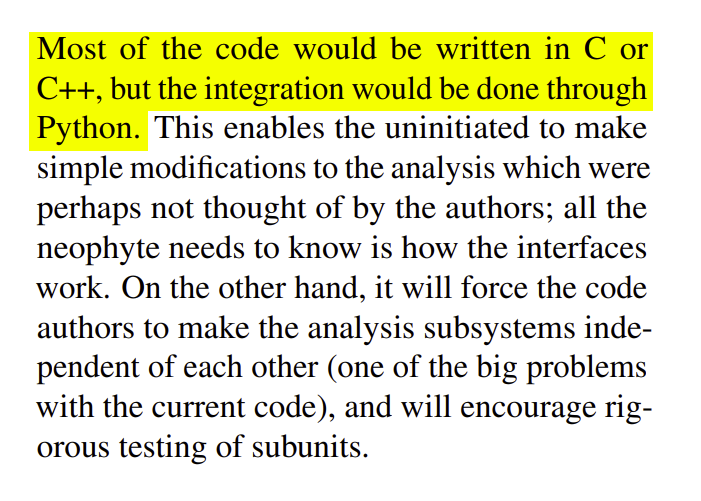 Most of the code would be written in C or
C++, but the integration would be done through
Python. This enables the uninitiated to make
simple modifications to the analysis which were
perhaps not thought of by the authors; all the
neophyte needs to know is how the interfaces
work. On the other hand, it will force the code
authors to make the analysis subsystems inde-
pendent of each other (one of the big problems
with the current code), and will encourage rig-
orous testing of subunits.